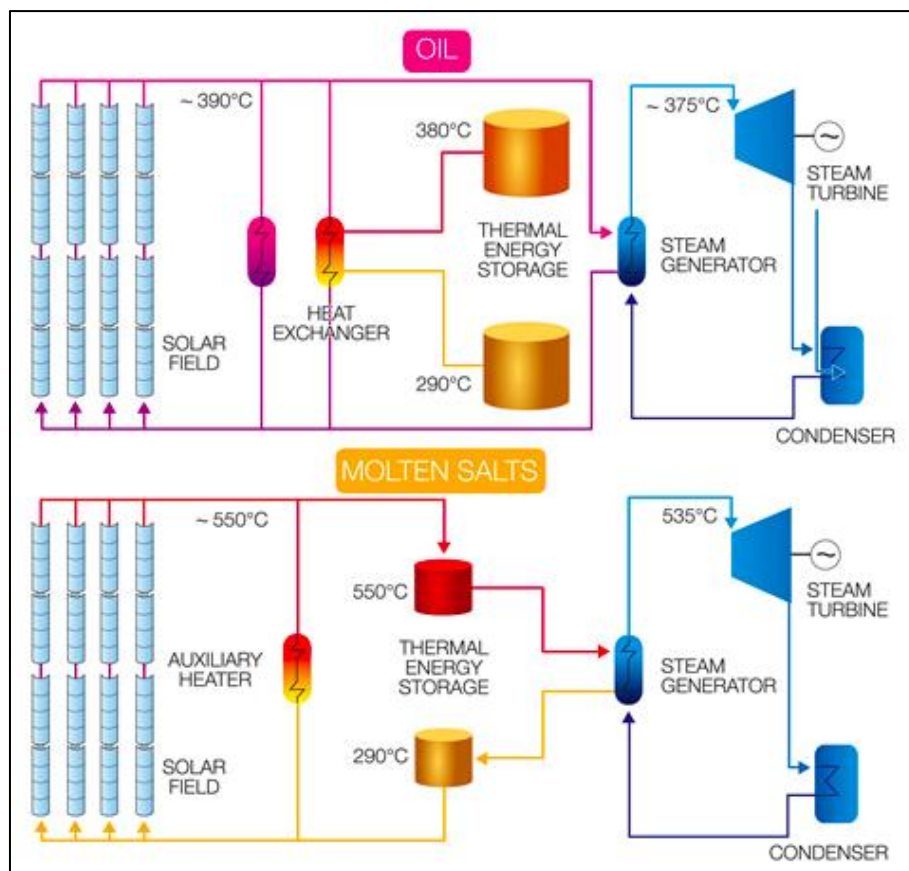 OIL
~ 390°C
380°C
~ 375°C
STEAM
TURBINE
THERMAL
ENERGY
STORAGE
STEAM
GENERATOR
HEAT
EXCHANGER
SOLAR
FIELD
290°C
CONDENSER
MOLTEN SALTS
~ 550°C
535°C
550°C
STEAM
TURBINE
AUXILIARY
HEATER
THERMAL
ENERGY
STORAGE
STEAM
GENERATOR
290°C
SOLAR
FIELD
CONDENSER